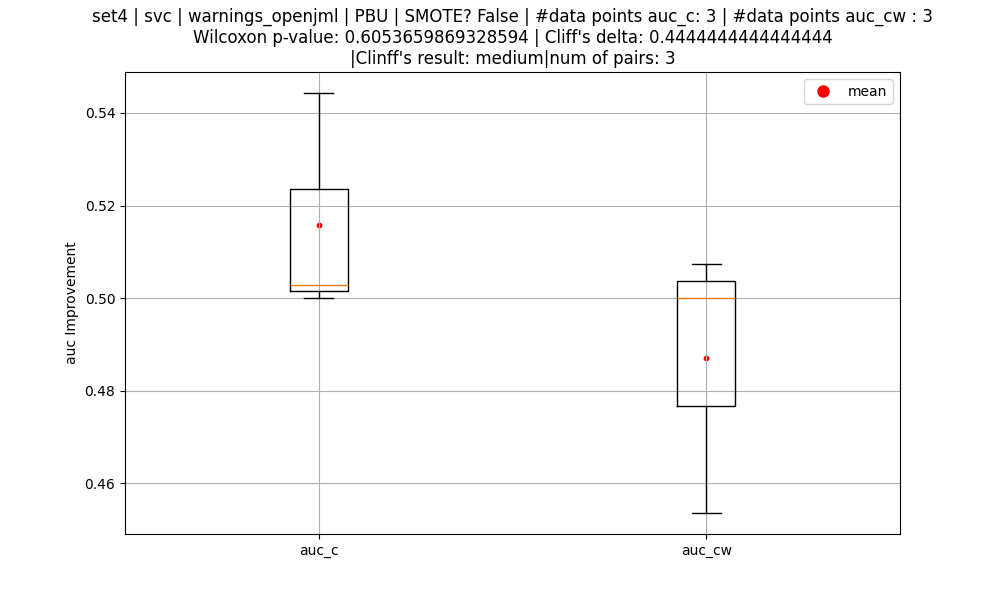 set4 | svc | warnings_openjml | PBU | SMOTE? False | #data points auc_c: 3 | #data points auc_cw : 3
Wilcoxon p-value: 0.6053659869328594 | Cliff's delta: 0.4444444444444444
|Clinff's result: medium|num of pairs: 3
mean
0.54
0.52
0.50
0.48
0.46
auc Improvement
auc_c
auc_cw